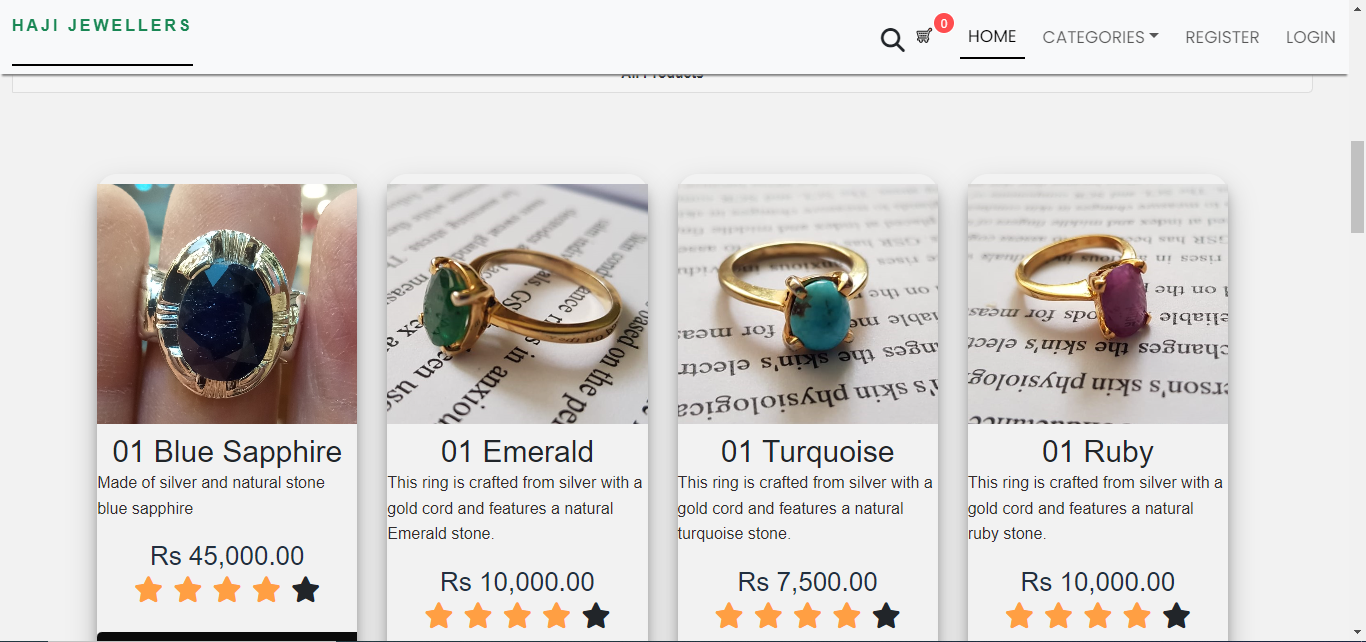 HAJI JEWELLERS
0
HOME
CATEGORIES
REGISTER
LOGIN
All Products
01 Blue Sapphire
Made of silver and natural stone
blue sapphire
Rs 45,000.00
01 Emerald
This ring is crafted from silver with a
gold cord and features a natural
Emerald stone.
Rs 10,000.00
01 Turquoise
This ring is crafted from silver with a
gold cord and features a natural
turquoise stone.
Rs 7,500.00
01 Ruby
This ring is crafted from silver with a
gold cord and features a natural
ruby stone.
Rs 10,000.00